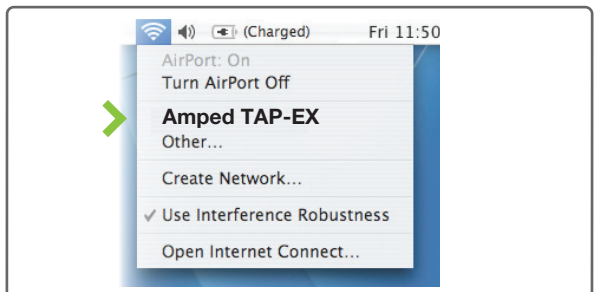 (Charged) Fri 11:50
AirPort: On
Turn AirPort Off
Amped TAP-EX
Other...
Create Network...
✓ Use Interference Robustness
Open Internet Connect...